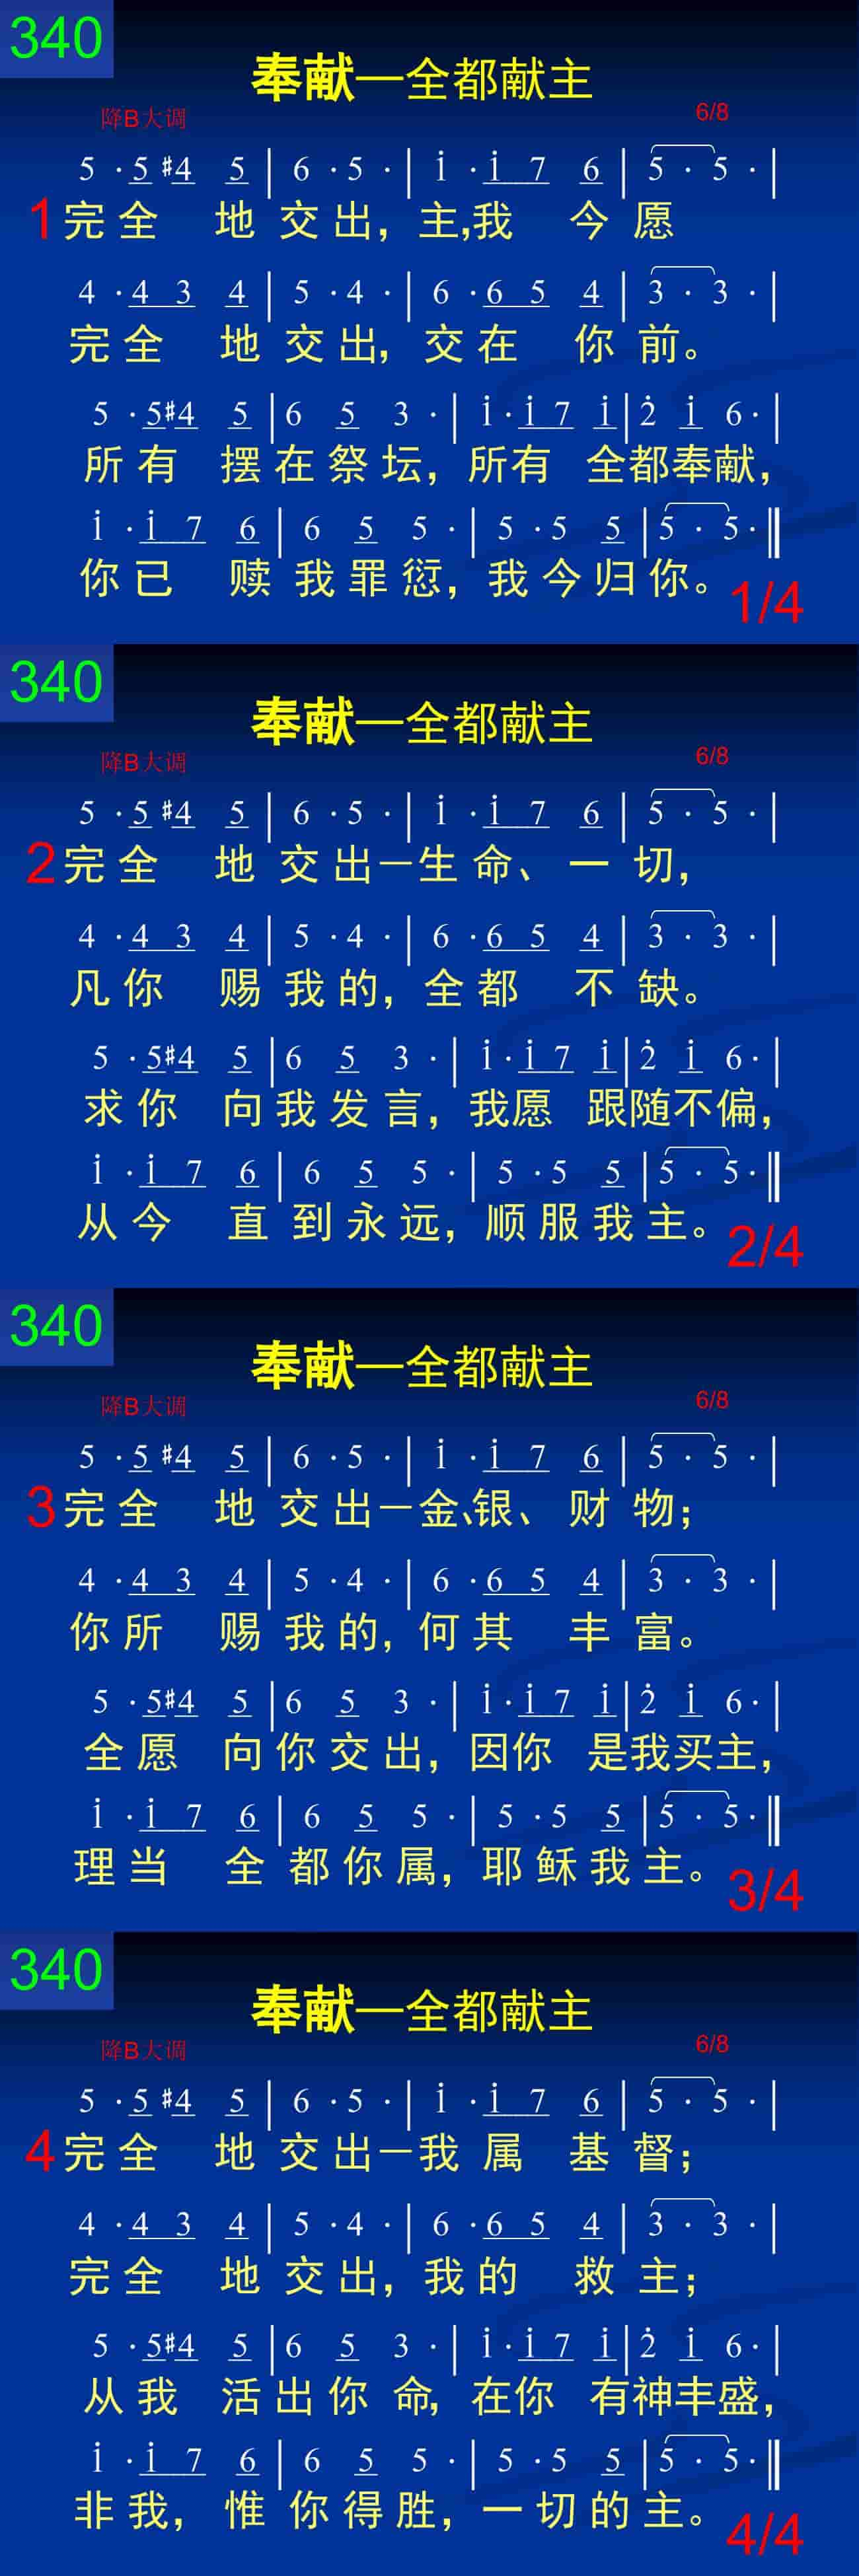 340
奉献—全都献主
降B大调 6/8
5 ·5 #4 5 | 6 ·5 ·| i ·i 7 6 | 5 · 5 ·|
1 完全 地交出，主,我 今愿
4 ·4 3 4 | 5 ·4 ·| 6 ·6 5 4 | 3 · 3 ·|
完全 地交出，交在 你前。
5 ·5#4 5 |6 5 3 ·| i·i 7 i|2̇ i 6·|
所有 摆在祭坛，所有 全都奉献，
i ·i 7 6 | 6 5 5 ·| 5 ·5 5 |5 · 5·‖
你已 赎我罪愆，我今归你。
1/4
340
奉献—全都献主
降B大调 6/8
5 ·5 #4 5 | 6 ·5 ·| i ·i 7 6 | 5 · 5 ·|
2 完全 地交出—生命、一切，
4 ·4 3 4 | 5 ·4 ·| 6 ·6 5 4 | 3 · 3 ·|
凡你 赐我的，全都 不缺。
5 ·5#4 5 |6 5 3 ·| i·i 7 i|2̇ i 6·|
求你 向我发言，我愿 跟随不偏，
i ·i 7 6 | 6 5 5 ·| 5 ·5 5 |5 · 5·‖
从今 直到永远，顺服我主。
2/4
340
奉献—全都献主
降B大调 6/8
5 ·5 #4 5 | 6 ·5 ·| i ·i 7 6 | 5 · 5 ·|
3 完全 地交出—金、银、财物；
4 ·4 3 4 | 5 ·4 ·| 6 ·6 5 4 | 3 · 3 ·|
你所 赐我的，何其 丰富。
5 ·5#4 5 |6 5 3 ·| i·i 7 i|2̇ i 6·|
全愿 向你交出，因你 是我买主，
i ·i 7 6 | 6 5 5 ·| 5 ·5 5 |5 · 5·‖
理当 全都你属，耶稣我主。
3/4
340
奉献—全都献主
降B大调 6/8
5 ·5 #4 5 | 6 ·5 ·| i ·i 7 6 | 5 · 5 ·|
4 完全 地交出—我属 基督；
4 ·4 3 4 | 5 ·4 ·| 6 ·6 5 4 | 3 · 3 ·|
完全 地交出，我的 救主；
5 ·5#4 5 |6 5 3 ·| i·i 7 i|2̇ i 6·|
从我 活出你命，在你 有神丰盛，
i ·i 7 6 | 6 5 5 ·| 5 ·5 5 |5 · 5·‖
非我，惟你得胜，一切的主。
4/4